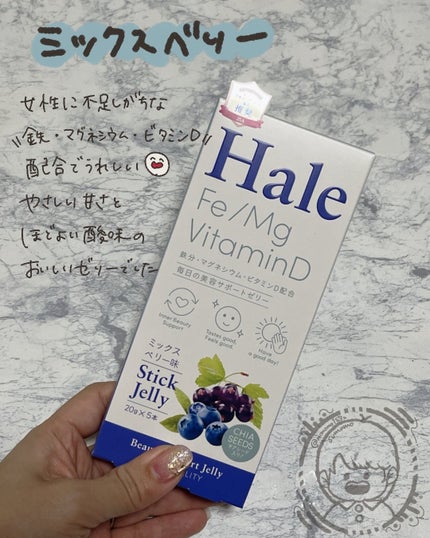 ミックスベリー
女性に不足しがちな
鉄・マグネシウム・ビタミンD
配合でうれしい
やさしい甘さと
ほどよい酸味の
おいしいゼリーでした
Hale
Fe/Mg
VitaminD
鉄分・マグネシウム・ビタミンD配合
毎日の美容サポートゼリー
Inner Beauty
Support
Tastes good,
Feels good.
Have
a good day!
ミックス
ベリー味
Stick
Jelly
20g×5本
CHIA
SEEDS